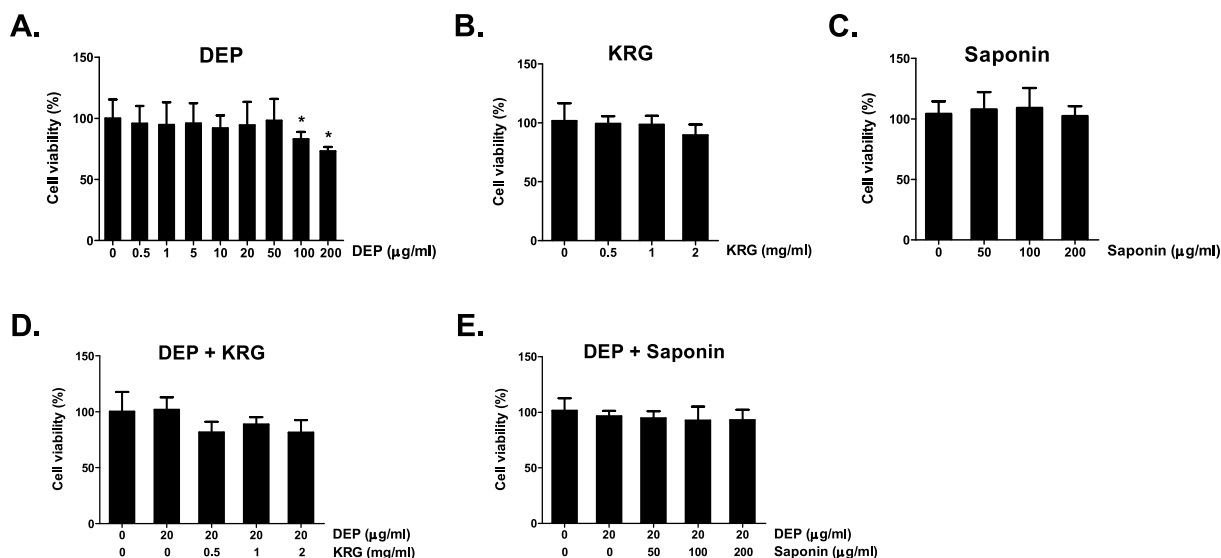 A.
DEP
Cell viability (%)
150
100
50
0
* *
0 0.5 1 5 10 20 50 100 200 DEP (μg/ml)
B.
KRG
Cell viability (%)
150
100
50
0
0 0.5 1 2 KRG (mg/ml)
C.
Saponin
Cell viability (%)
150
100
50
0
0 50 100 200 Saponin (μg/ml)
D.
DEP + KRG
Cell viability (%)
150
100
50
0
0 20 20 20 20 DEP (μg/ml)
0 0 0.5 1 2 KRG (mg/ml)
E.
DEP + Saponin
Cell viability (%)
150
100
50
0
0 20 20 20 20 DEP (μg/ml)
0 0 50 100 200 Saponin (μg/ml)